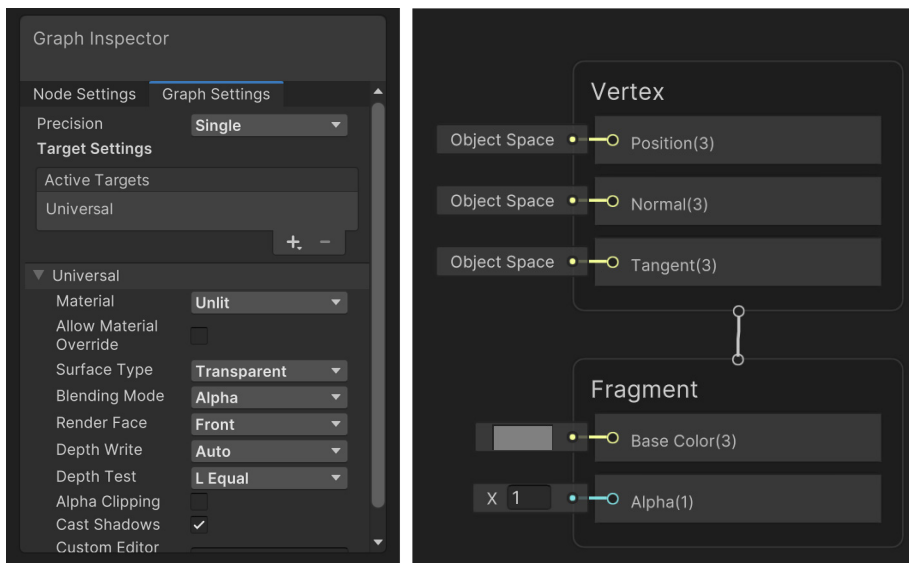 Graph Inspector
Node Settings Graph Settings
Precision Single
Target Settings
Active Targets
Universal
+ −
Universal
Material Unlit
Allow Material
Override
Surface Type Transparent
Blending Mode Alpha
Render Face Front
Depth Write Auto
Depth Test L Equal
Alpha Clipping
Cast Shadows
Custom Editor
Vertex
Object Space Position(3)
Object Space Normal(3)
Object Space Tangent(3)
Fragment
Base Color(3)
X 1 Alpha(1)